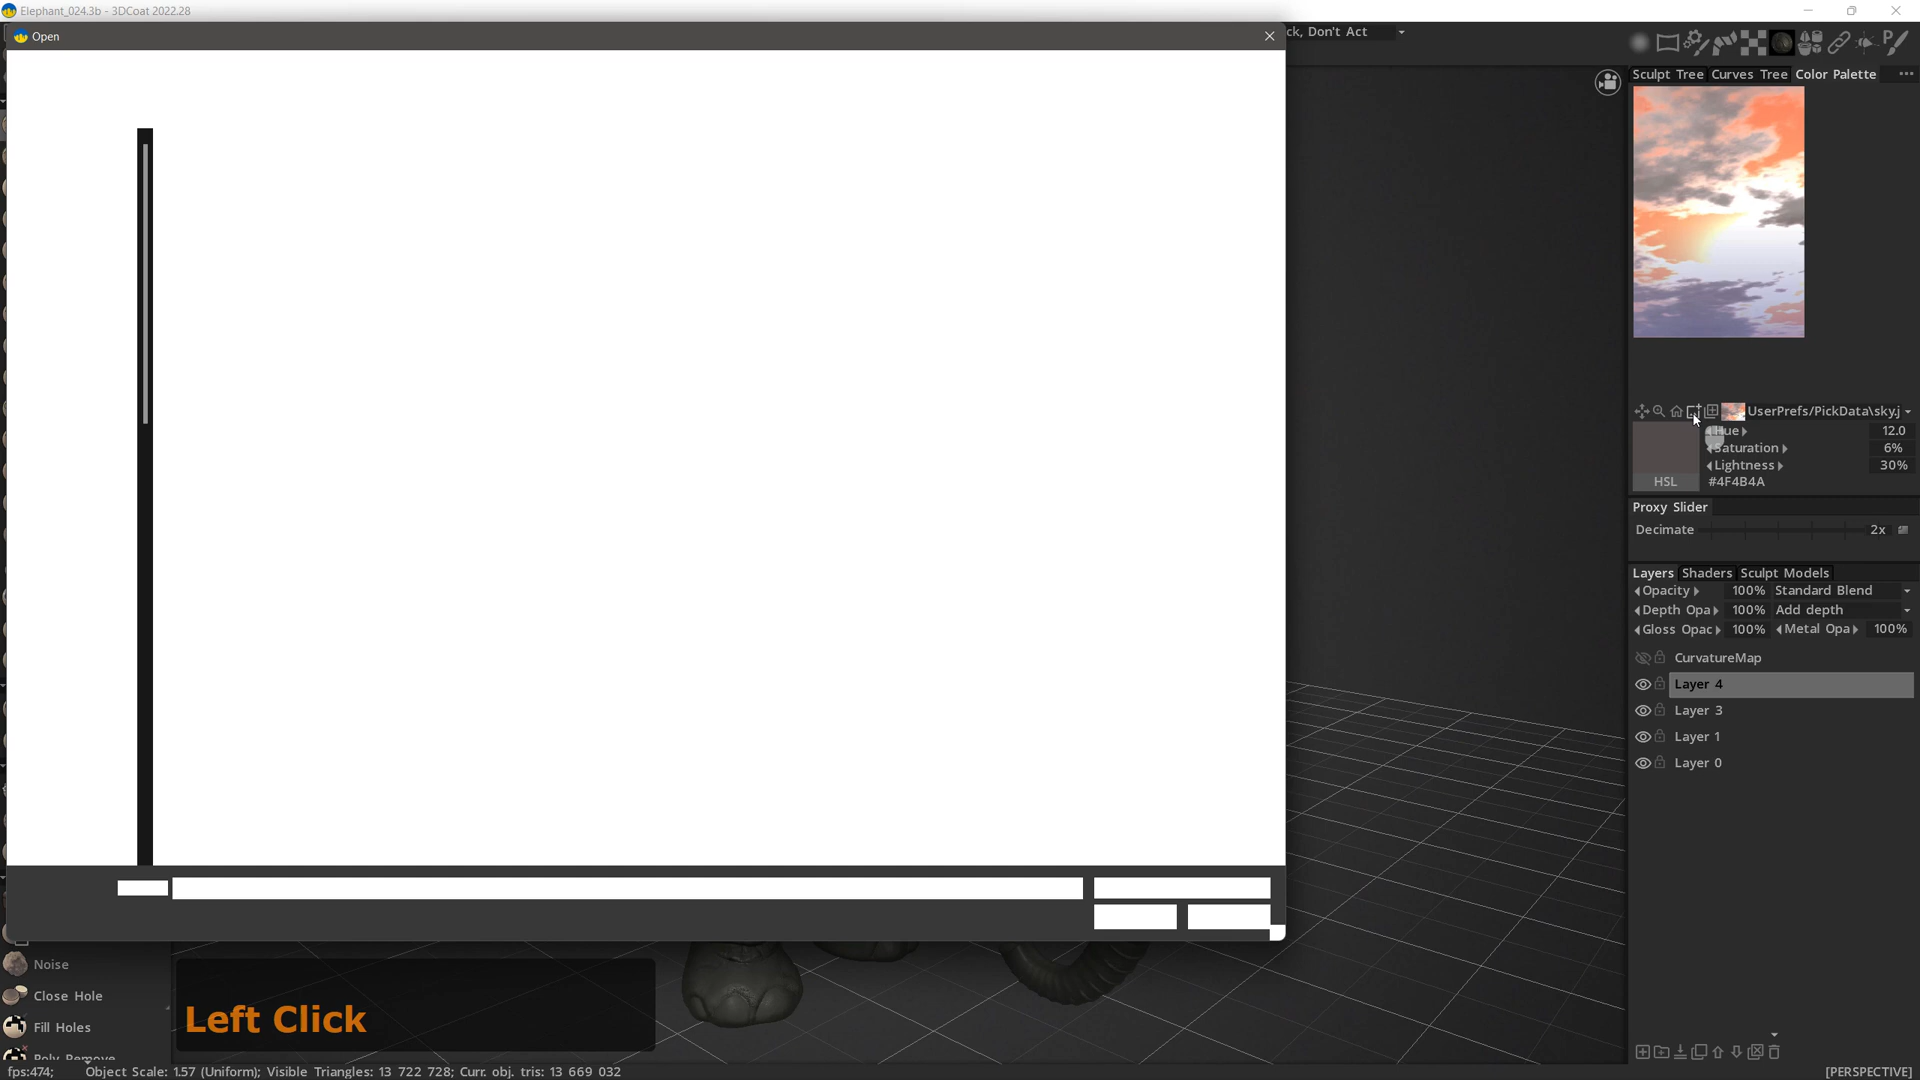 Elephant_024.3b - 3DCoat 2022.28
Open
ck, Don't Act
Sculpt Tree Curves Tree Color Palette
UserPrefs/PickData\sky.j
Hue 12.0
Saturation 6%
Lightness 30%
HSL #4F4B4A
Proxy Slider
Decimate 2x
Layers Shaders Sculpt Models
Opacity 100% Standard Blend
Depth Opa 100% Add depth
Gloss Opac 100% Metal Opa 100%
CurvatureMap
Layer 4
Layer 3
Layer 1
Layer 0
Noise
Close Hole
Fill Holes
Poly Remove
Left Click
fps:474; Object Scale: 1.57 (Uniform); Visible Triangles: 13 722 728; Curr. obj. tris: 13 669 032
[PERSPECTIVE]